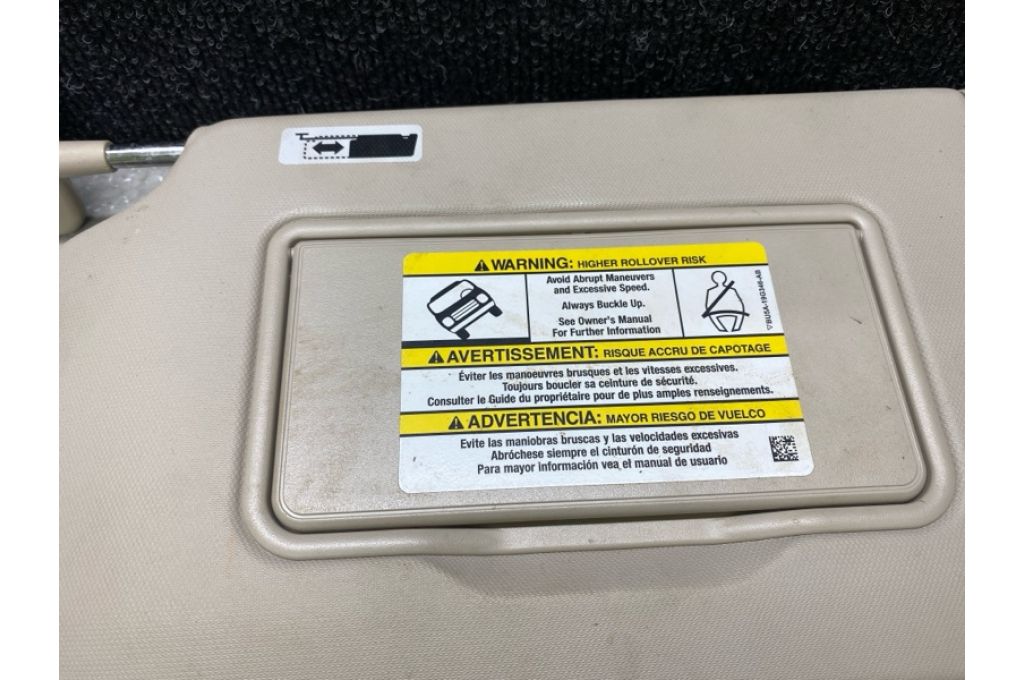 WARNING: HIGHER ROLLOVER RISK
Avoid Abrupt Maneuvers
and Excessive Speed.
Always Buckle Up.
See Owner's Manual
For Further Information
BU5A-19G346-AB
AVERTISSEMENT: RISQUE ACCRU DE CAPOTAGE
Éviter les manoeuvres brusques et les vitesses excessives.
Toujours boucler sa ceinture de sécurité.
Consulter le Guide du propriétaire pour de plus amples renseignements.
ADVERTENCIA: MAYOR RIESGO DE VUELCO
Evite las maniobras bruscas y las velocidades excesivas
Abróchese siempre el cinturón de seguridad
Para mayor información vea el manual de usuario